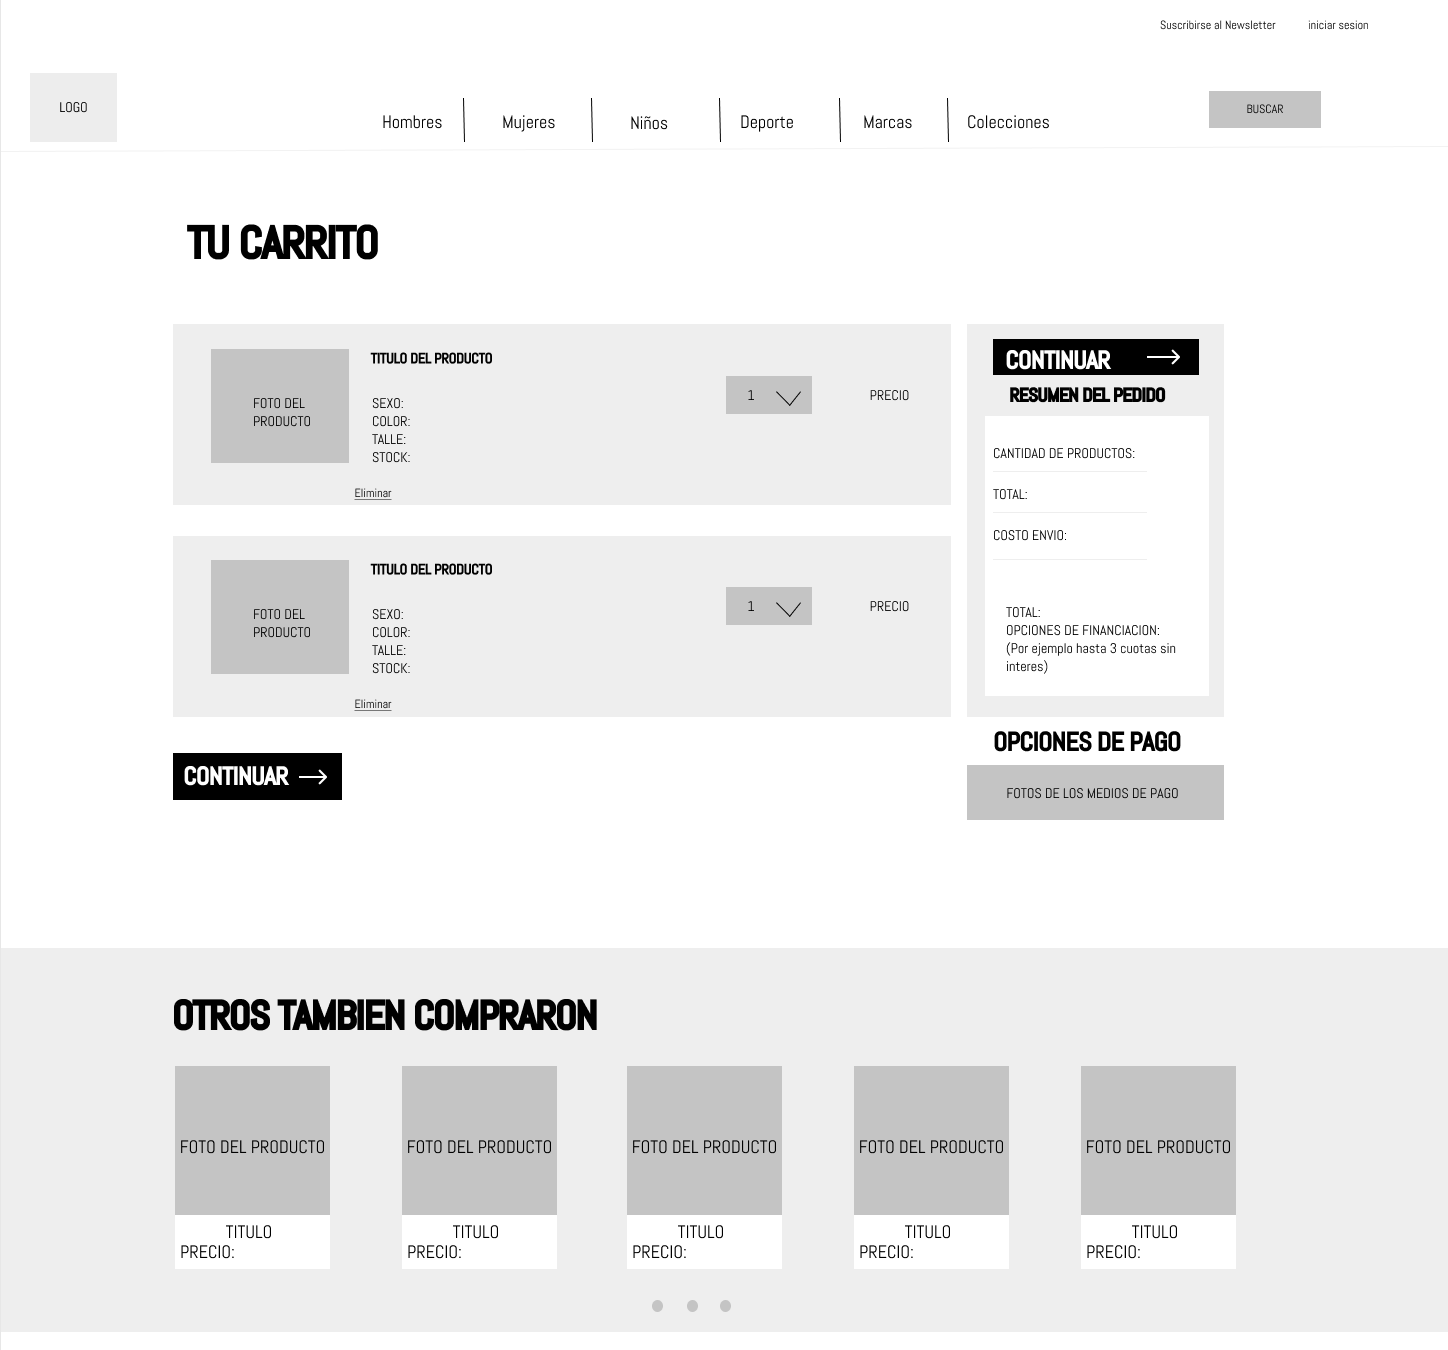 Suscribirse al Newsletter
iniciar sesion
LOGO
Hombres
Mujeres
Niños
Deporte
Marcas
Colecciones
BUSCAR
TU CARRITO
FOTO DEL
PRODUCTO
TITULO DEL PRODUCTO
SEXO:
COLOR:
TALLE:
STOCK:
Eliminar
1
PRECIO
FOTO DEL
PRODUCTO
TITULO DEL PRODUCTO
SEXO:
COLOR:
TALLE:
STOCK:
Eliminar
1
PRECIO
CONTINUAR
CONTINUAR
RESUMEN DEL PEDIDO
CANTIDAD DE PRODUCTOS:
TOTAL:
COSTO ENVIO:
TOTAL:
OPCIONES DE FINANCIACION:
(Por ejemplo hasta 3 cuotas sin
interes)
OPCIONES DE PAGO
FOTOS DE LOS MEDIOS DE PAGO
OTROS TAMBIEN COMPRARON
FOTO DEL PRODUCTO
TITULO
PRECIO:
FOTO DEL PRODUCTO
TITULO
PRECIO:
FOTO DEL PRODUCTO
TITULO
PRECIO:
FOTO DEL PRODUCTO
TITULO
PRECIO:
FOTO DEL PRODUCTO
TITULO
PRECIO: